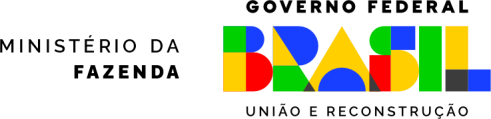 MINISTÉRIO DA
FAZENDA
GOVERNO FEDERAL
BRASIL
UNIÃO E RECONSTRUÇÃO